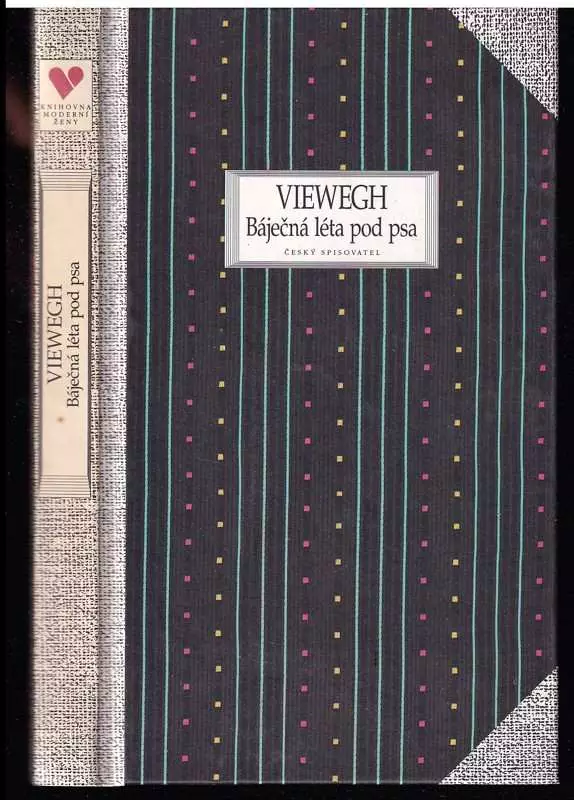 KNIHOVNA
MODERNÍ
ŽENY
VIEWEGH
Báječná léta pod psa
VIEWEGH
Báječná léta pod psa
ČESKÝ SPISOVATEL